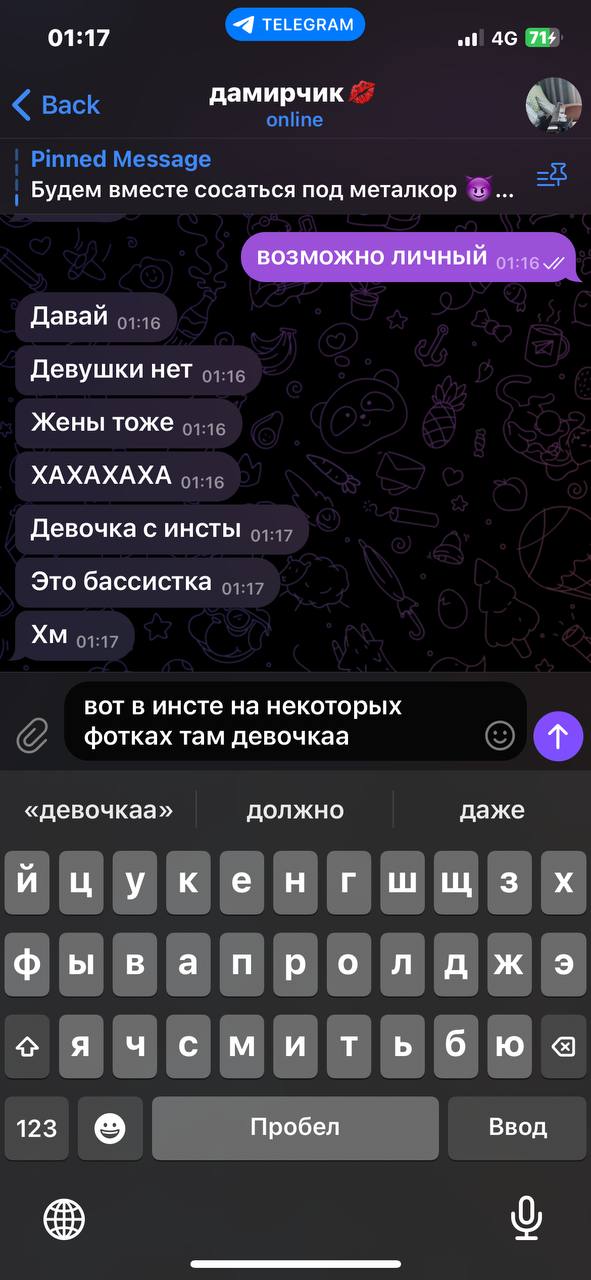 01:17
TELEGRAM
4G
71
Back
дамирчик💋
online
Pinned Message
Будем вместе сосаться под металкор 😈...
возможно личный 01:16
Давай 01:16
Девушки нет 01:16
Жены тоже 01:16
ХАХАХАХА 01:16
Девочка с инсты 01:17
Это бассистка 01:17
Хм 01:17
вот в инсте на некоторых
фотках там девочкаа
«девочкаа» должно даже
й ц у к е н г ш щ з х
ф ы в а п р о л д ж э
я ч с м и т ь б ю
123 Пробел Ввод